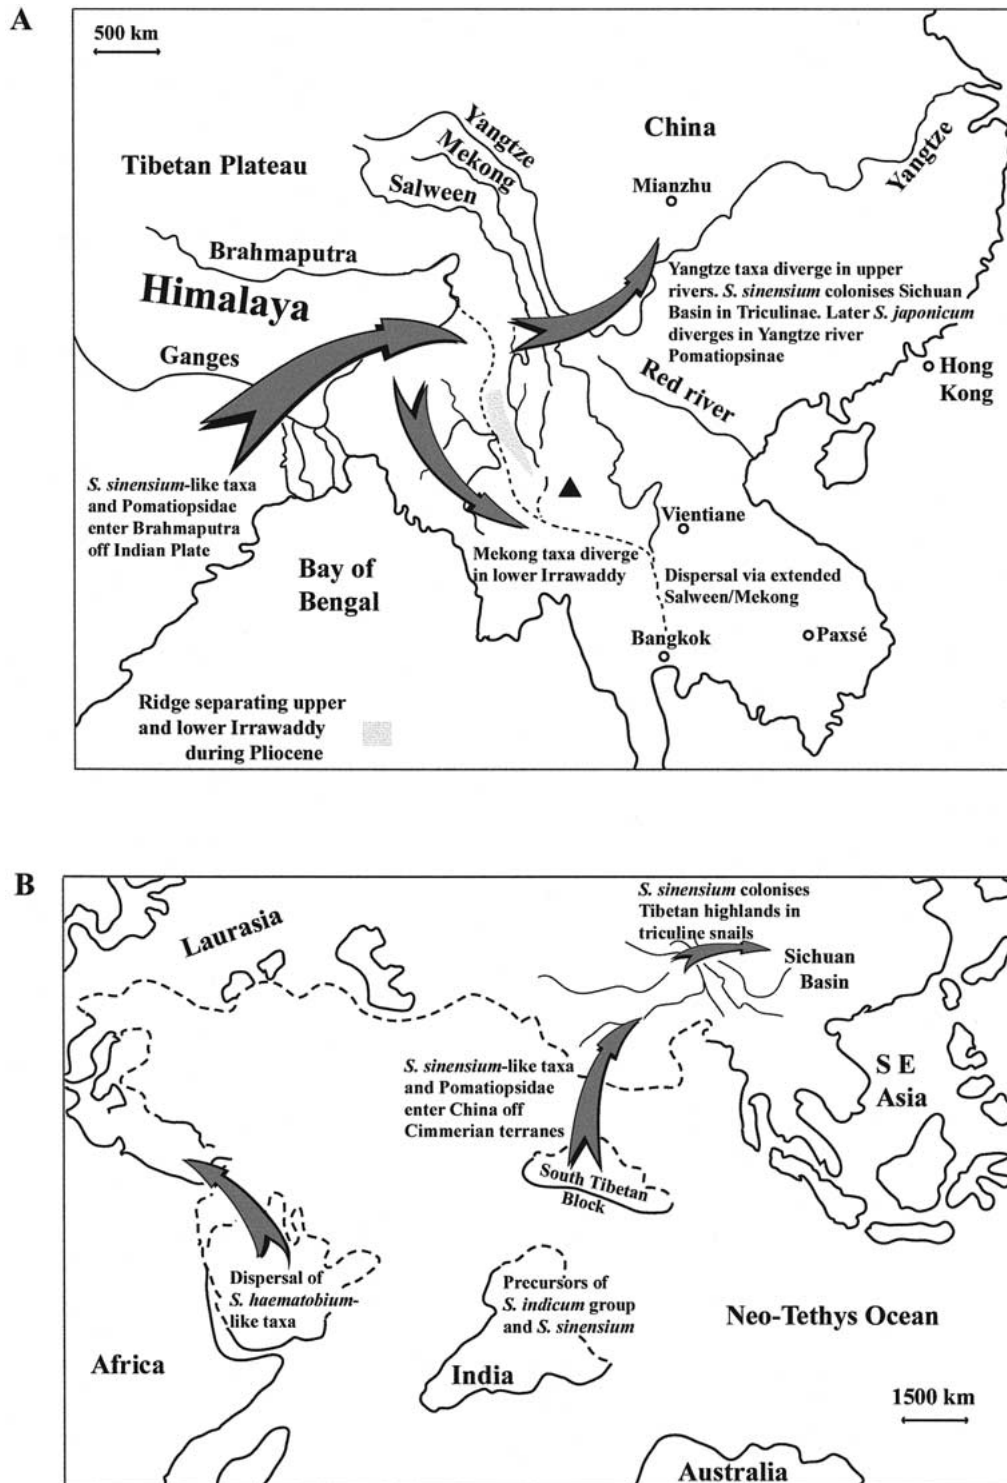 A
500 km
China
Yangtze
Mekong
Salween
Yangtze
Tibetan Plateau
Mianzhu
Brahmaputra
Himalaya
Yangtze taxa diverge in upper
rivers. S. sinensium colonises Sichuan
Basin in Triculinae. Later S. japonicum
diverges in Yangtze river
Pomatiopsinae
Ganges
Red river
Hong
Kong
S. sinensium-like taxa
and Pomatiopsidae
enter Brahmaputra
off Indian Plate
Vientiane
Mekong taxa diverge
in lower Irrawaddy
Bay of
Bengal
Dispersal via extended
Salween/Mekong
Bangkok
Paxsé
Ridge separating upper
and lower Irrawaddy
during Pliocene
B
S. sinensium colonises
Tibetan highlands in
triculine snails
Laurasia
Sichuan
Basin
S. sinensium-like taxa
and Pomatiopsidae
enter China off
Cimmerian terranes
S E
Asia
South Tibetan
Block
Dispersal of
S. haematobium-
like taxa
Precursors of
S. indicum group
and S. sinensium
Neo-Tethys Ocean
Africa
India
1500 km
Australia